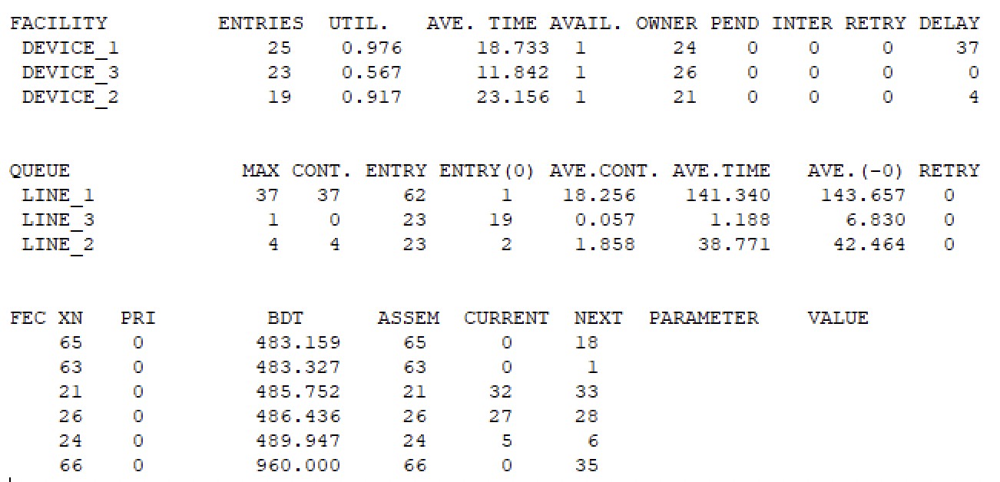 FACILITY ENTRIES UTIL. AVE. TIME AVAIL. OWNER PEND INTER RETRY DELAY
DEVICE_1 25 0.976 18.733 1 24 0 0 0 37
DEVICE_3 23 0.567 11.842 1 26 0 0 0 0
DEVICE_2 19 0.917 23.156 1 21 0 0 0 4
QUEUE MAX CONT. ENTRY ENTRY(0) AVE.CONT. AVE.TIME AVE.(-0) RETRY
LINE_1 37 37 62 1 18.256 141.340 143.657 0
LINE_3 1 0 23 19 0.057 1.188 6.830 0
LINE_2 4 4 23 2 1.858 38.771 42.464 0
FEC XN PRI BDT ASSEM CURRENT NEXT PARAMETER VALUE
65 0 483.159 65 0 18
63 0 483.327 63 0 1
21 0 485.752 21 32 33
26 0 486.436 26 27 28
24 0 489.947 24 5 6
66 0 960.000 66 0 35